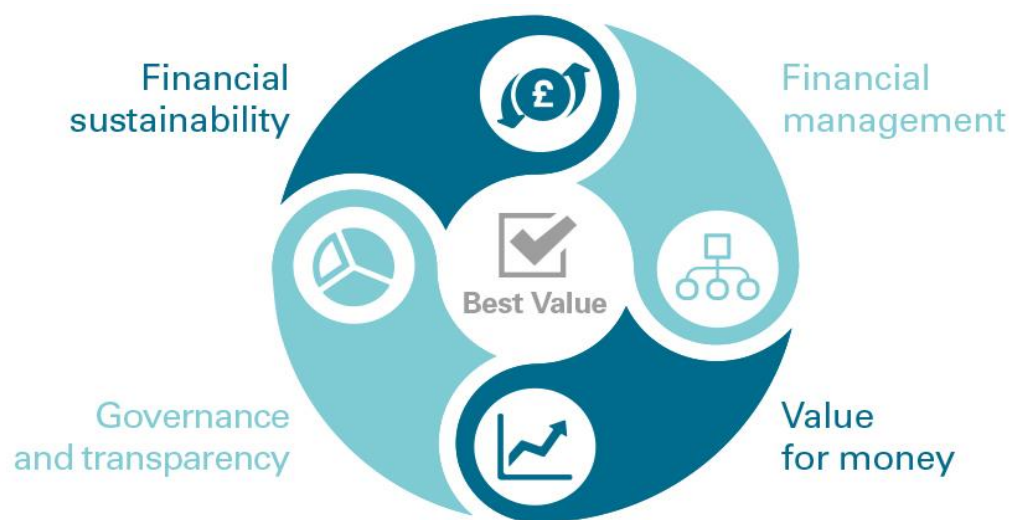 Financial
sustainability
Financial
management
£
Best Value
Governance
and transparency
Value
for money